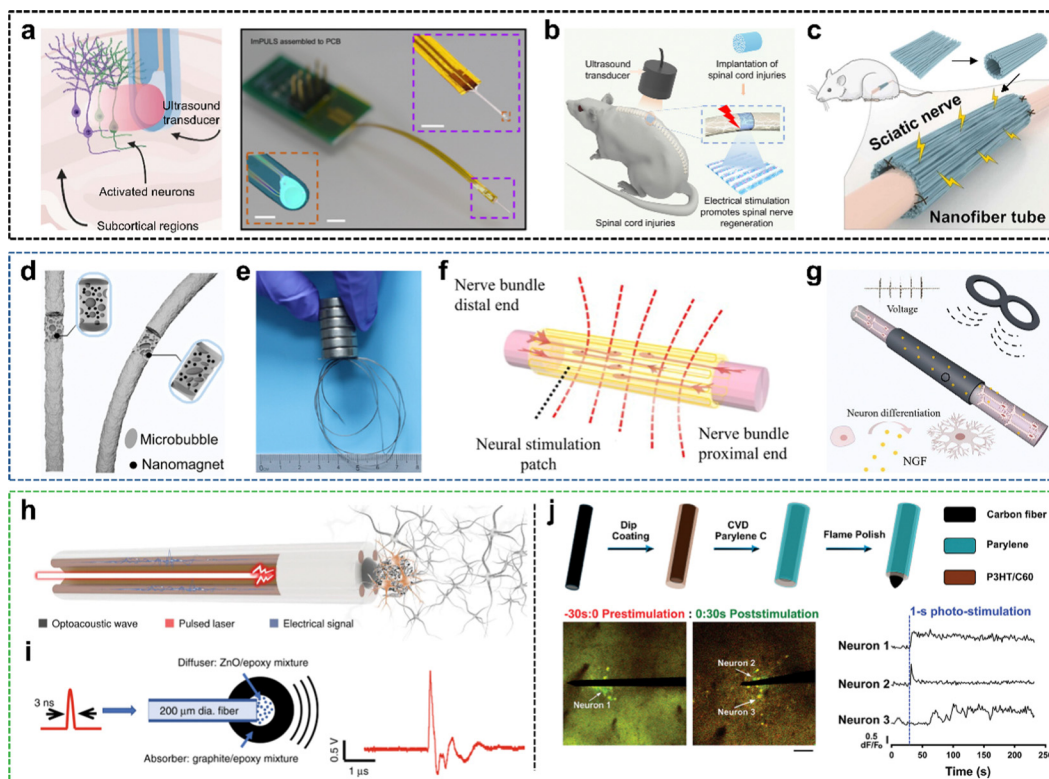 a
Ultrasound
transducer
Activated neurons
Subcortical regions
ImPULS assembled to PCB
b
Ultrasound
transducer
Implantation of
spinal cord injuries
Spinal cord injuries
Electrical stimulation
promotes spinal nerve
regeneration
c
Sciatic nerve
Nanofiber tube
d
Microbubble
Nanomagnet
e
f
Nerve bundle
distal end
Neural stimulation
patch
Nerve bundle
proximal end
g
Voltage
Neuron differentiation
NGF
h
Optoacoustic wave
Pulsed laser
Electrical signal
i
Diffuser: ZnO/epoxy mixture
3 ns
200 μm dia. fiber
Absorber: graphite/epoxy mixture
0.5 V
1 μs
j
Dip
Coating
CVD
Parylene C
Flame Polish
Carbon fiber
Parylene
P3HT/C60
-30s:0 Prestimulation : 0:30s Poststimulation
Neuron 1
Neuron 2
Neuron 3
1-s photo-stimulation
Neuron 1
Neuron 2
Neuron 3
0.5
dF/Fo
0 50 100 150 200 250
Time (s)